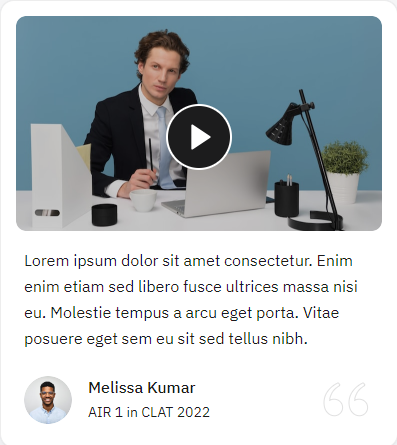 Lorem ipsum dolor sit amet consectetur. Enim
enim etiam sed libero fusce ultrices massa nisi
eu. Molestie tempus a arcu eget porta. Vitae
posuere eget sem eu sit sed tellus nibh.
Melissa Kumar
AIR 1 in CLAT 2022